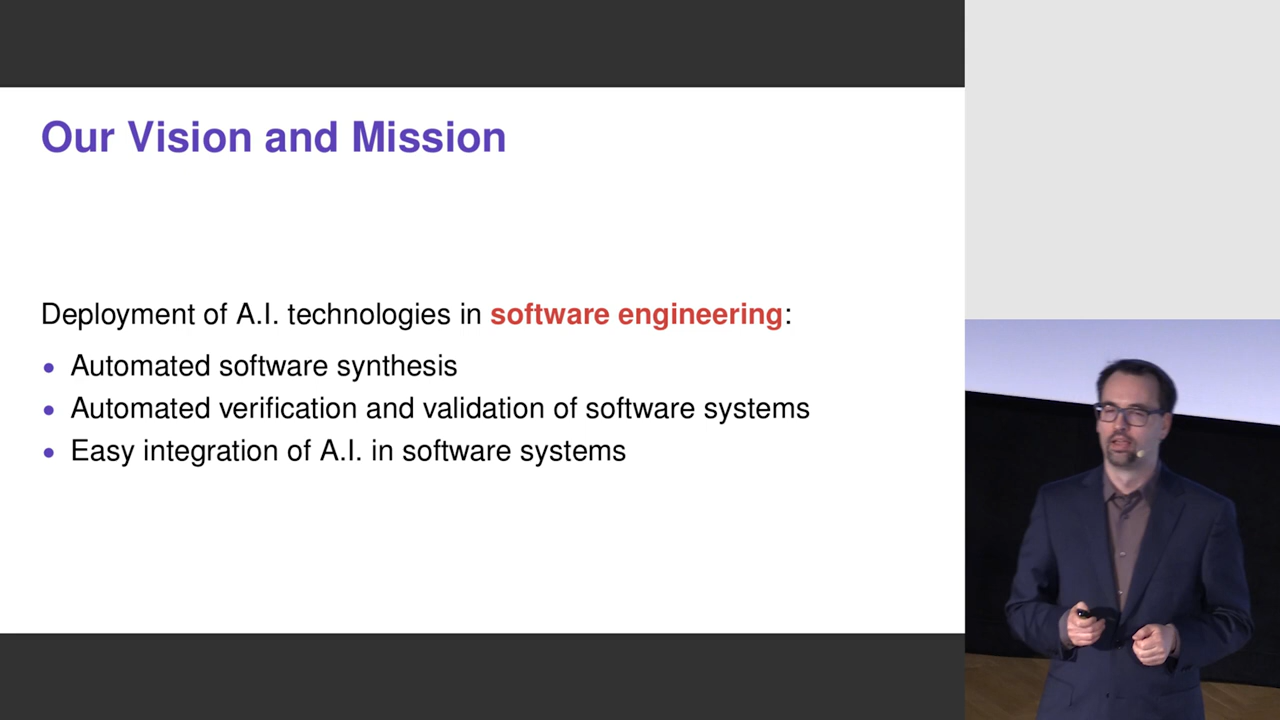 Our Vision and Mission
Deployment of A.I. technologies in software engineering:
• Automated software synthesis
• Automated verification and validation of software systems
• Easy integration of A.I. in software systems